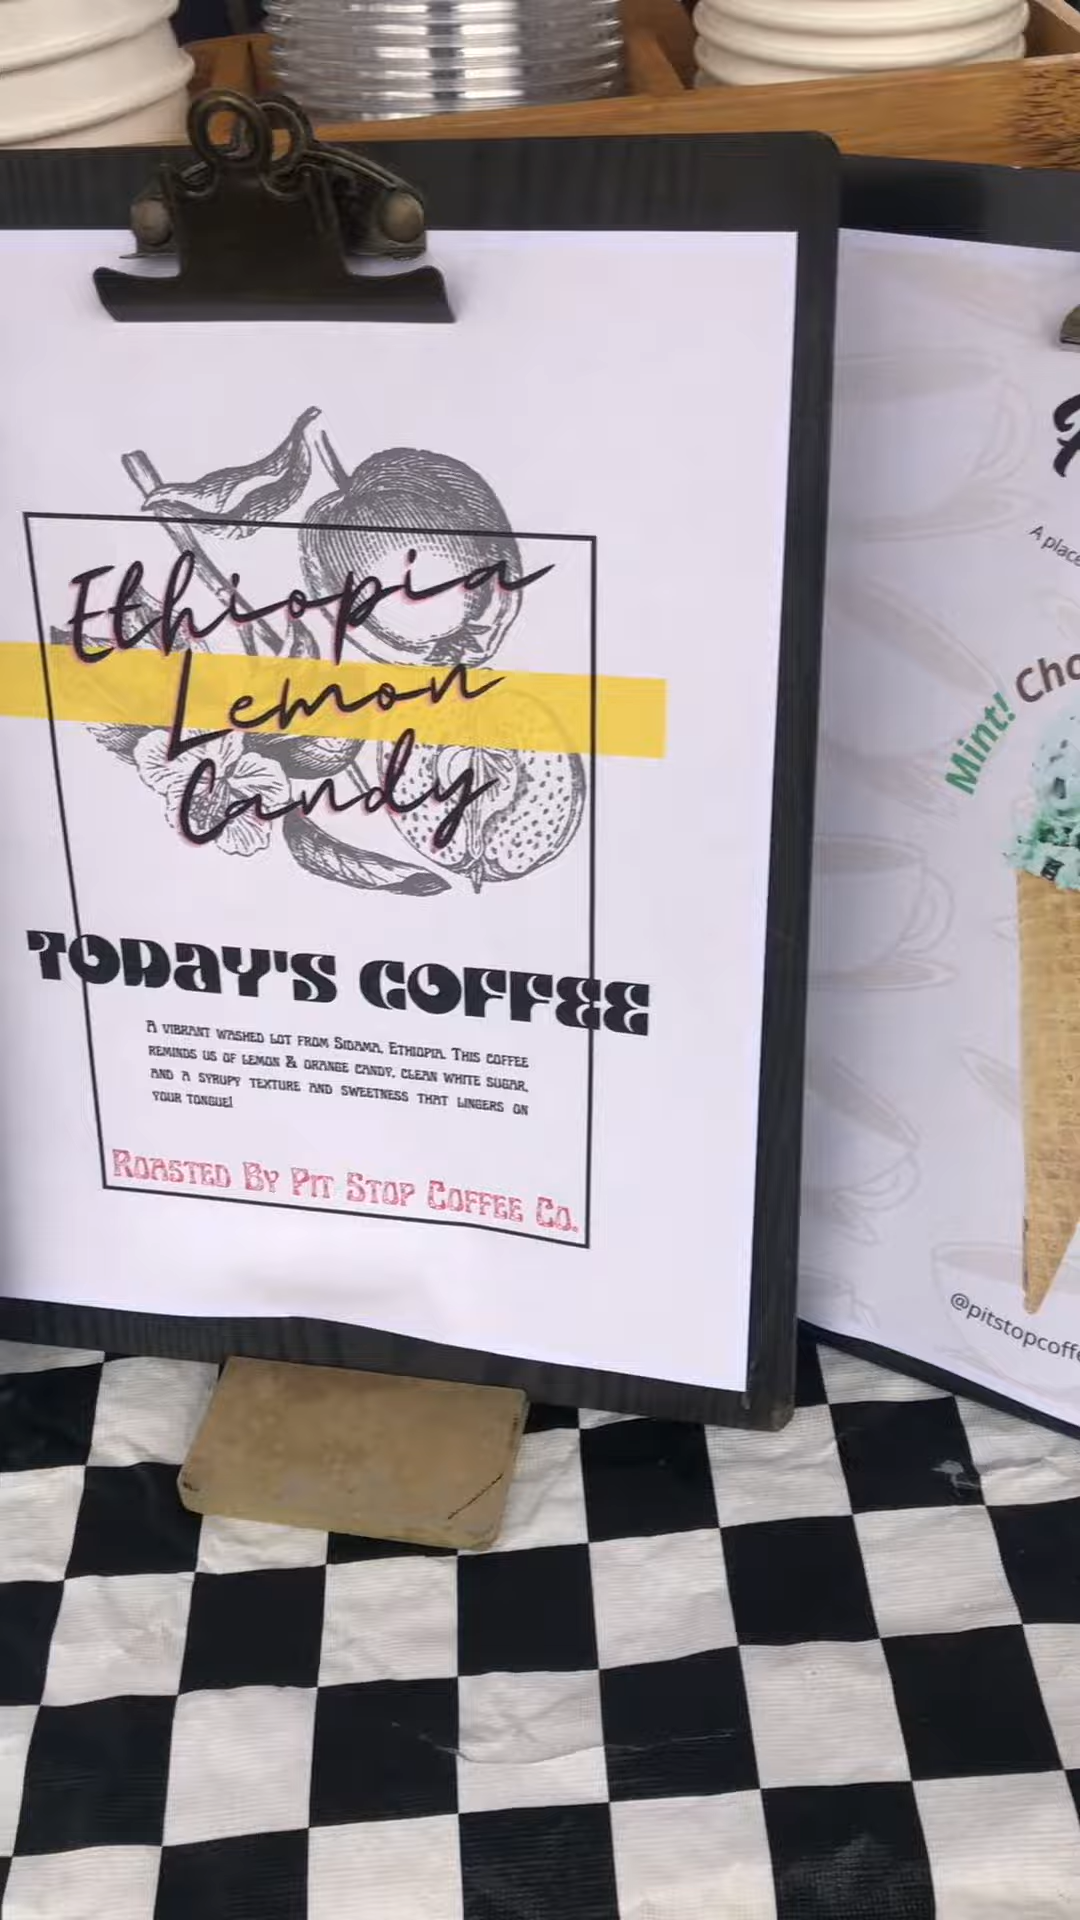 Ethiopia
Lemon
Candy
TODAY'S COFFEE
A VIBRANT WASHED LOT FROM SIDAMA, ETHIOPIA. THIS COFFEE
REMINDS US OF LEMON & ORANGE CANDY, CLEAN WHITE SUGAR,
AND A SYRUPY TEXTURE AND SWEETNESS THAT LINGERS ON
YOUR TONGUE!
ROASTED BY PIT STOP COFFEE CO.
A place
Mint! Cho
@pitstopcoffe